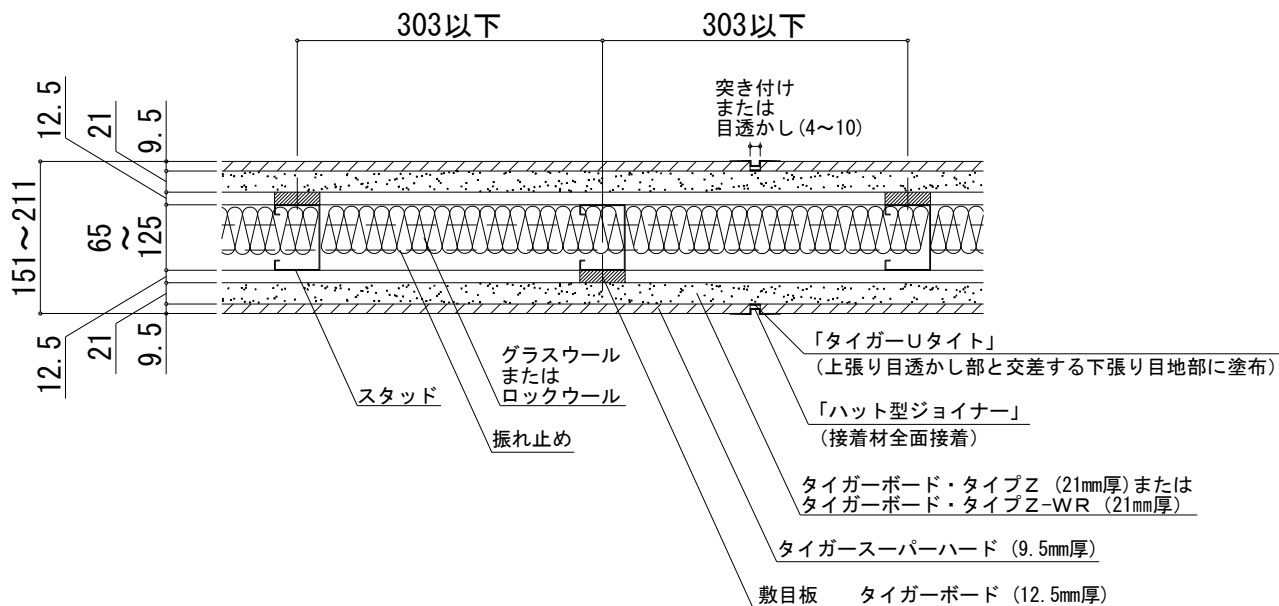 303以下
303以下
突き付け
または
目透かし(4～10)
12.5
21
9.5
151～211
65
～
125
12.5
21
9.5
グラスウール
または
ロックウール
スタッド
振れ止め
「タイガーUタイト」
(上張り目透かし部と交差する下張り目地部に塗布)
「ハット型ジョイナー」
(接着材全面接着)
タイガーボード・タイプZ (21mm厚)または
タイガーボード・タイプZ-WR (21mm厚)
タイガースーパーハード (9.5mm厚)
敷目板 タイガーボード (12.5mm厚)